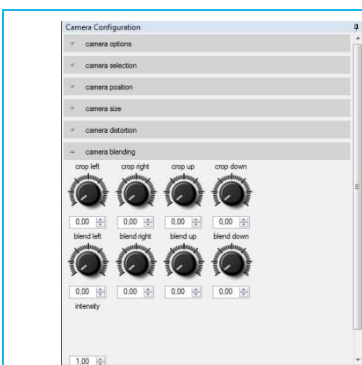 Camera Configuration
camera options
camera selection
camera position
camera size
camera distortion
camera blending
crop left crop right crop up crop down
0,00 0,00 0,00 0,00
blend left blend right blend up blend down
0,00 0,00 0,00 0,00
intensity
1,00